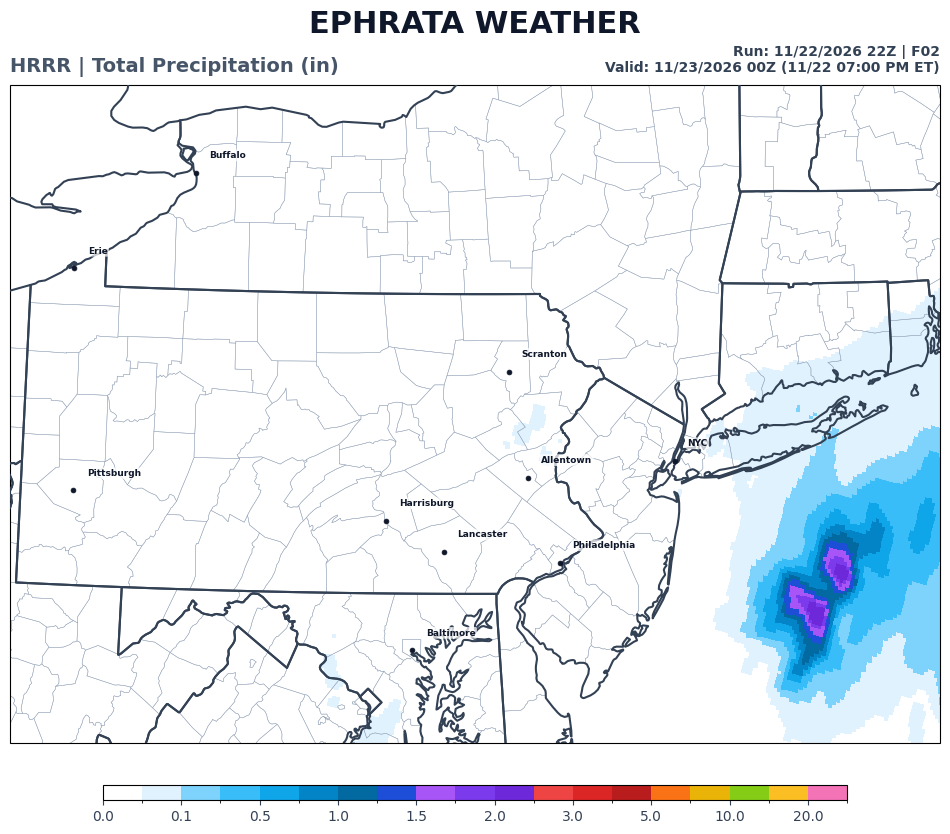 EPHRATA WEATHER
Run: 11/22/2026 22Z | F02
HRRR | Total Precipitation (in)
Valid: 11/23/2026 00Z (11/22 07:00 PM ET)
Buffalo
Erie
Scranton
NYC
Allentown
Pittsburgh
Harrisburg
Lancaster
Philadelphia
Baltimore
0.0 0.1 0.5 1.0 1.5 2.0 3.0 5.0 10.0 20.0